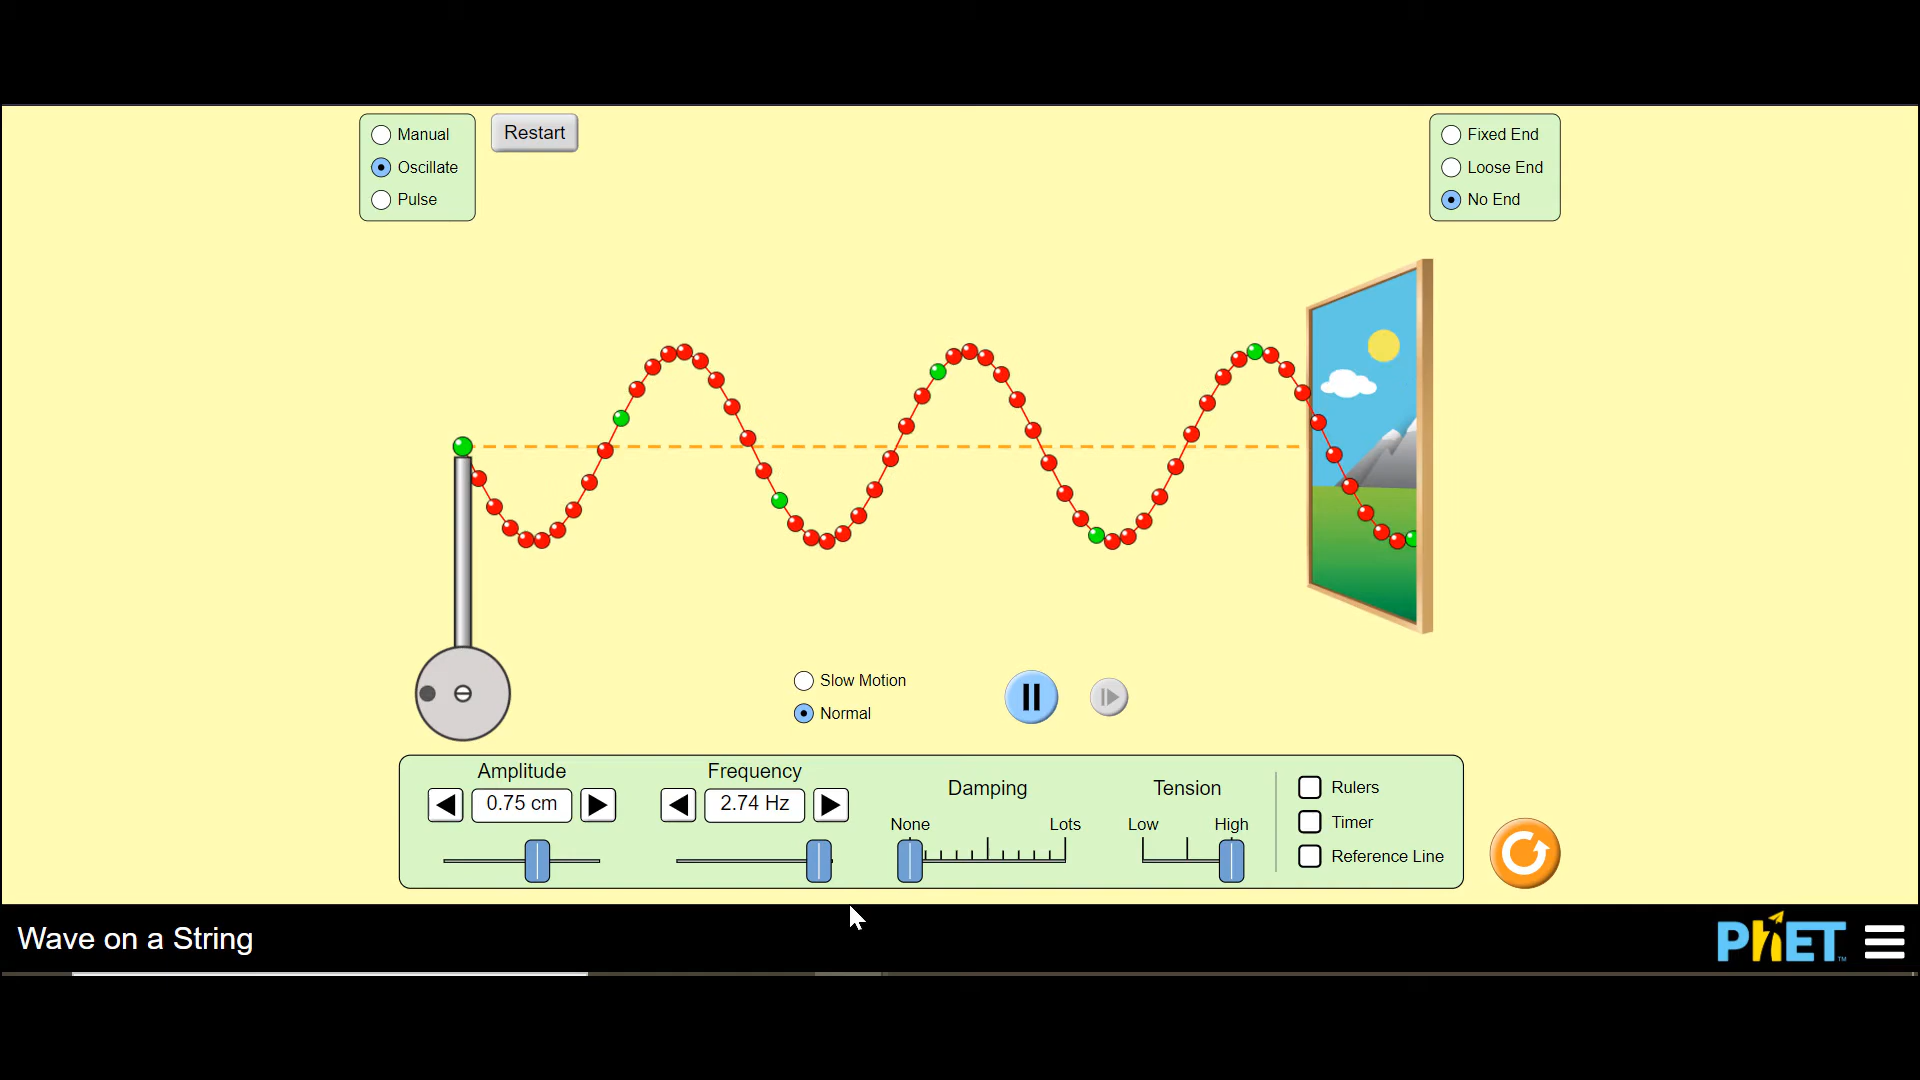 Manual
Restart
Fixed End
Oscillate
Loose End
Pulse
No End
Slow Motion
Normal
Amplitude
Frequency
Damping
Tension
Rulers
0.75 cm
2.74 Hz
None
Lots
Low
High
Timer
Reference Line
Wave on a String
PhET™